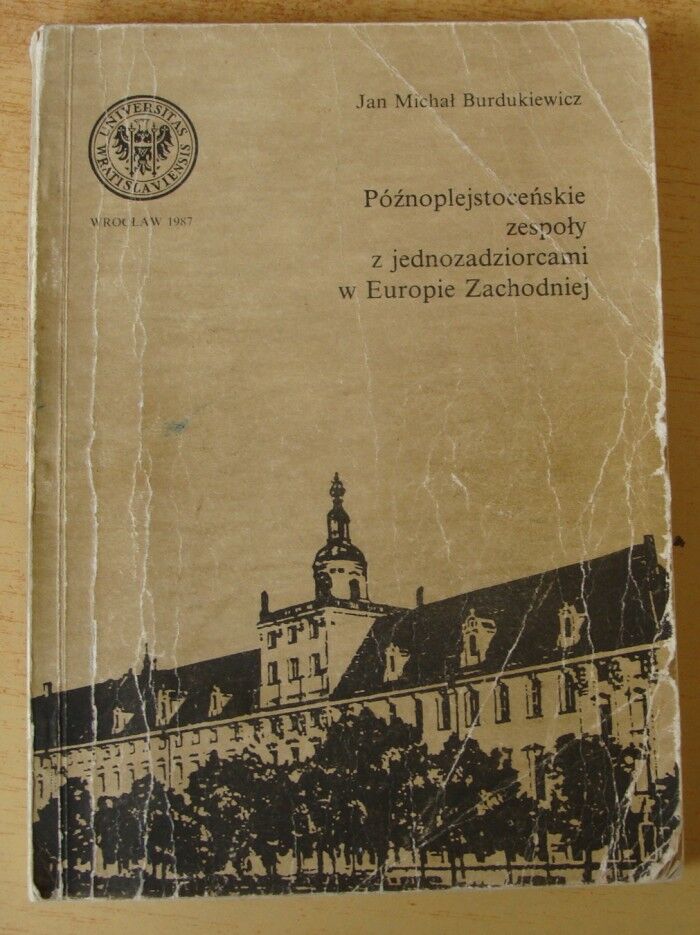 UNIVERSITAS
WRATISLAVIENSIS
WROCŁAW 1987
Jan Michał Burdukiewicz
Późnoplejstoceńskie
zespoły
z jednozadziorcami
w Europie Zachodniej